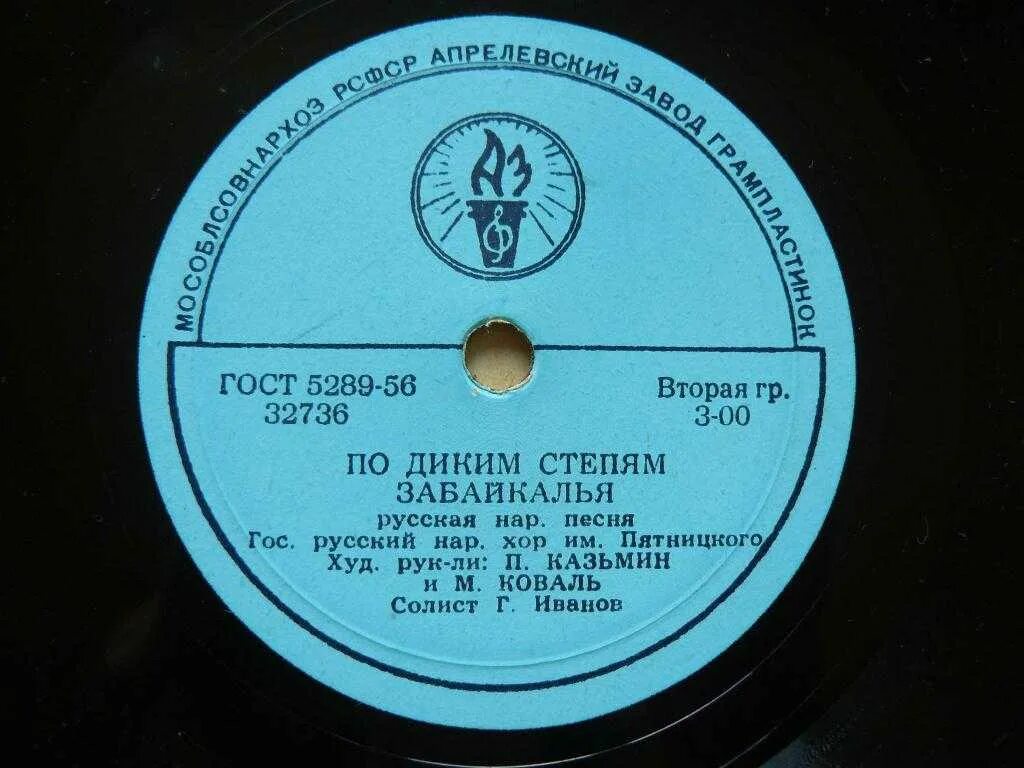 МОСОБЛСОВНАРХОЗ РСФСР АПРЕЛЕВСКИЙ ЗАВОД ГРАМПЛАСТИНОК
АЗ
ГОСТ 5289-56 Вторая гр.
32736 3-00
ПО ДИКИМ СТЕПЯМ
ЗАБАЙКАЛЬЯ
русская нар. песня
Гос. русский нар. хор им. Пятницкого
Худ. рук-ли: П. КАЗЬМИН
и М. КОВАЛЬ
Солист Г. Иванов